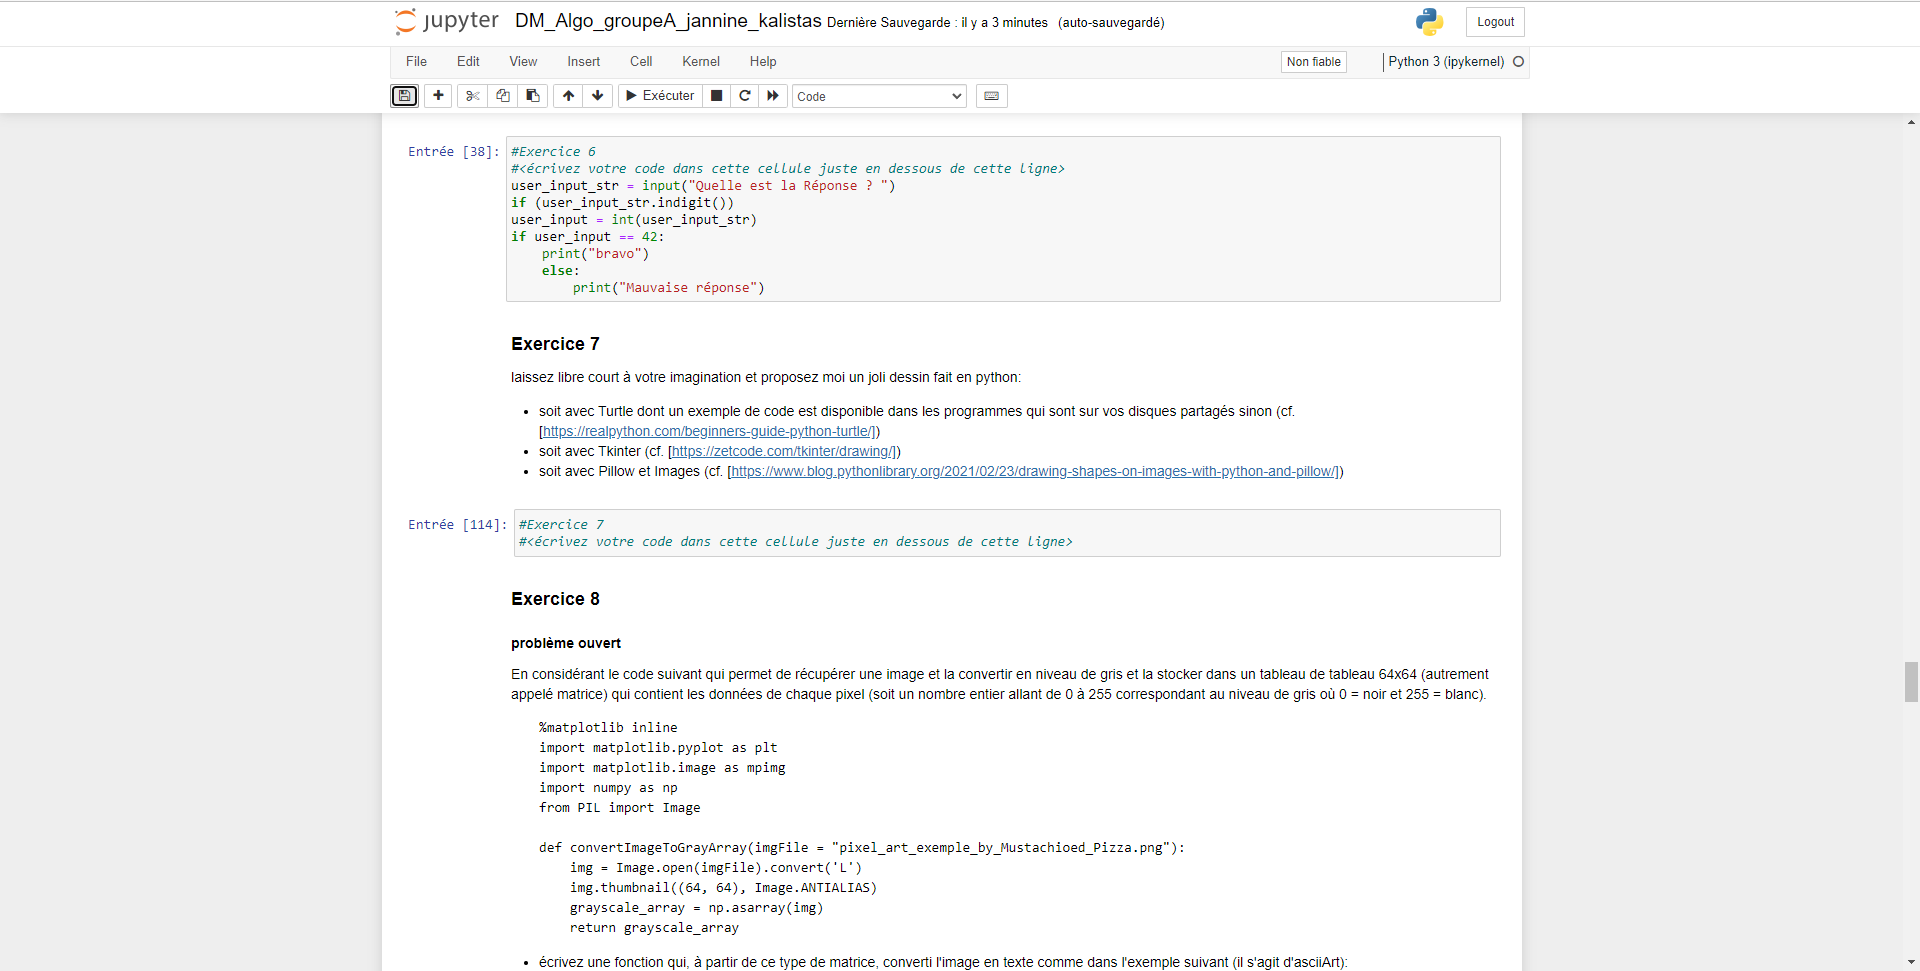 jupyter DM_Algo_groupeA_jannine_kalistas Dernière Sauvegarde : il y a 3 minutes (auto-sauvegardé) Logout
File Edit View Insert Cell Kernel Help Non fiable Python 3 (ipykernel)
Exécuter Code
Entrée [38]: #Exercice 6
#<écrivez votre code dans cette cellule juste en dessous de cette ligne>
user_input_str = input("Quelle est la Réponse ? ")
if (user_input_str.indigit())
user_input = int(user_input_str)
if user_input == 42:
    print("bravo")
    else:
        print("Mauvaise réponse")
Exercice 7
laissez libre court à votre imagination et proposez moi un joli dessin fait en python:
• soit avec Turtle dont un exemple de code est disponible dans les programmes qui sont sur vos disques partagés sinon (cf.
[https://realpython.com/beginners-guide-python-turtle/])
• soit avec Tkinter (cf. [https://zetcode.com/tkinter/drawing/])
• soit avec Pillow et Images (cf. [https://www.blog.pythonlibrary.org/2021/02/23/drawing-shapes-on-images-with-python-and-pillow/])
Entrée [114]: #Exercice 7
#<écrivez votre code dans cette cellule juste en dessous de cette ligne>
Exercice 8
problème ouvert
En considérant le code suivant qui permet de récupérer une image et la convertir en niveau de gris et la stocker dans un tableau de tableau 64x64 (autrement
appelé matrice) qui contient les données de chaque pixel (soit un nombre entier allant de 0 à 255 correspondant au niveau de gris où 0 = noir et 255 = blanc).
%matplotlib inline
import matplotlib.pyplot as plt
import matplotlib.image as mpimg
import numpy as np
from PIL import Image
def convertImageToGrayArray(imgFile = "pixel_art_exemple_by_Mustachioed_Pizza.png"):
    img = Image.open(imgFile).convert('L')
    img.thumbnail((64, 64), Image.ANTIALIAS)
    grayscale_array = np.asarray(img)
    return grayscale_array
• écrivez une fonction qui, à partir de ce type de matrice, converti l'image en texte comme dans l'exemple suivant (il s'agit d'asciiArt):